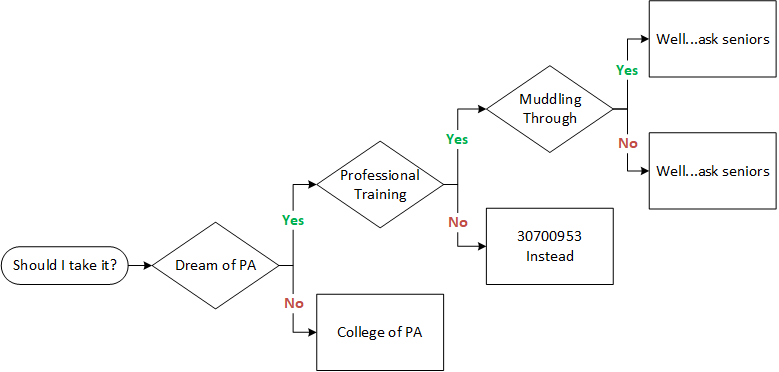 Should I take it?
Dream of PA
Yes
No
College of PA
Professional
Training
Yes
No
30700953
Instead
Muddling
Through
Yes
No
Well...ask seniors
Well...ask seniors